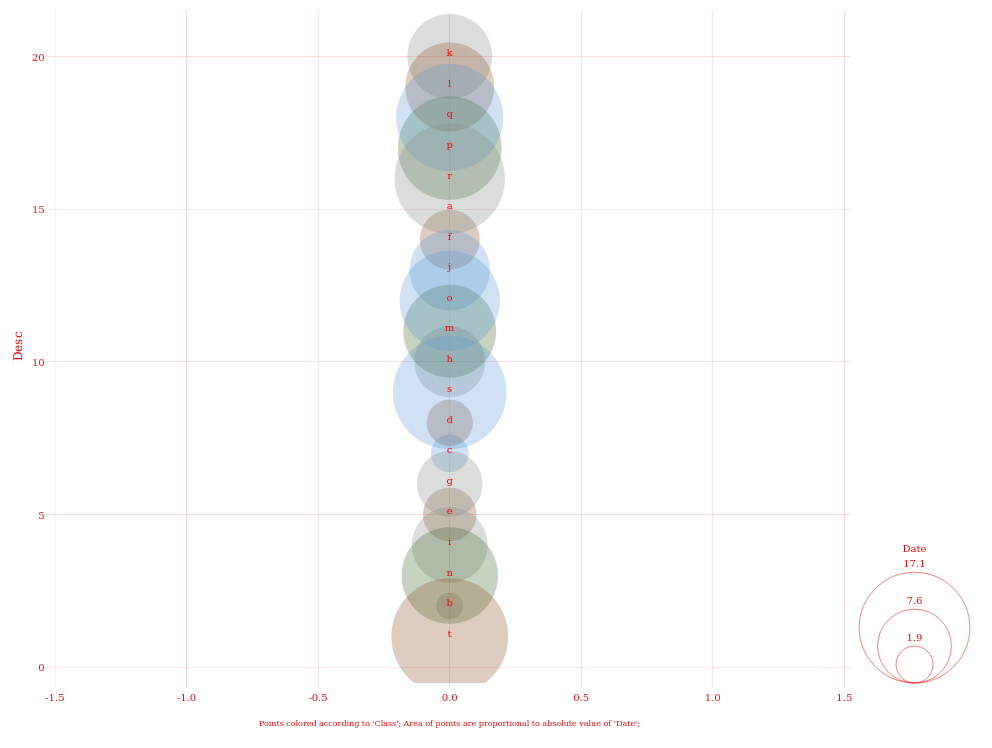 20
15
10
5
0
Desc
k
l
q
p
r
a
f
j
o
m
h
s
d
c
g
e
i
n
b
t
-1.5 -1.0 -0.5 0.0 0.5 1.0 1.5
Date
17.1
7.6
1.9
Points colored according to 'Class'; Area of points are proportional to absolute value of 'Date';